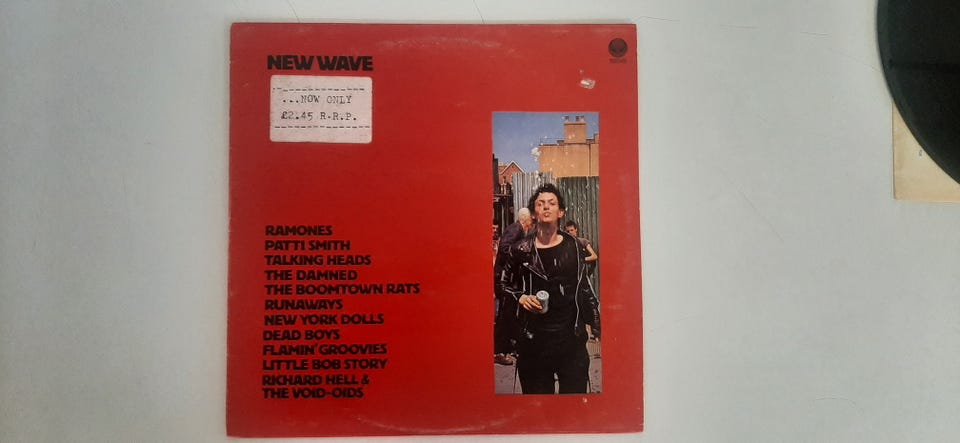 NEW WAVE
...NOW ONLY
£2.45 R.R.P.
RAMONES
PATTI SMITH
TALKING HEADS
THE DAMNED
THE BOOMTOWN RATS
RUNAWAYS
NEW YORK DOLLS
DEAD BOYS
FLAMIN' GROOVIES
LITTLE BOB STORY
RICHARD HELL &
THE VOID-OIDS